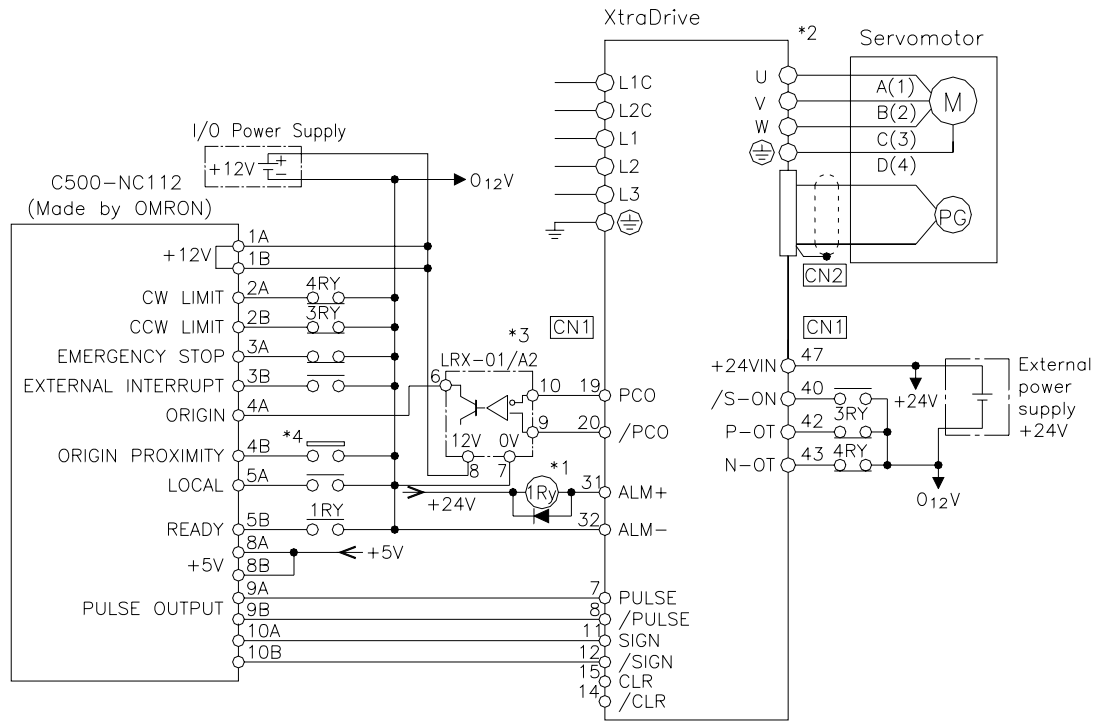 XtraDrive
*2
Servomotor
L1C
L2C
L1
L2
L3
U
V
W
A(1)
B(2)
C(3)
D(4)
M
PG
CN2
I/O Power Supply
+12V
+
-
0 12V
C500-NC112
(Made by OMRON)
+12V
1A
1B
CW LIMIT
2A
4RY
CCW LIMIT
2B
3RY
EMERGENCY STOP
3A
EXTERNAL INTERRUPT
3B
ORIGIN
4A
ORIGIN PROXIMITY
4B
*4
LOCAL
5A
READY
5B
1RY
8A
+5V
8B
+5V
PULSE OUTPUT
9A
9B
10A
10B
*3
LRX-01/A2
6
10
9
12V
0V
8
7
+24V
1Ry
*1
CN1
19
PCO
20
/PCO
31
ALM+
32
ALM-
7
PULSE
8
/PULSE
11
SIGN
12
/SIGN
15
CLR
14
/CLR
CN1
+24VIN
47
/S-ON
40
3RY
P-OT
42
4RY
N-OT
43
+24V
0 12V
External
power
supply
+24V